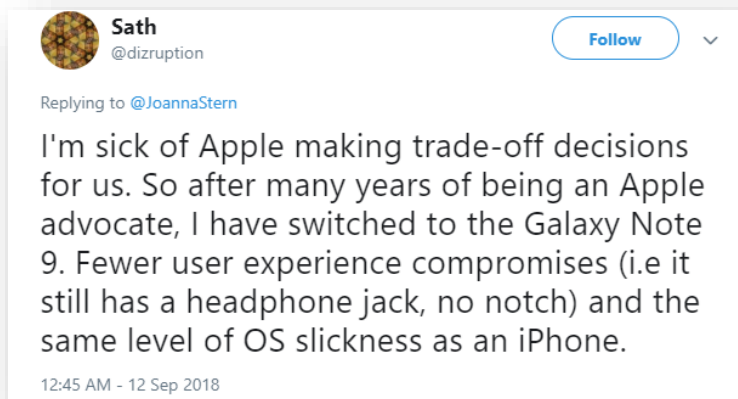 Sath
@dizruption
Follow
Replying to @JoannaStern
I'm sick of Apple making trade-off decisions
for us. So after many years of being an Apple
advocate, I have switched to the Galaxy Note
9. Fewer user experience compromises (i.e it
still has a headphone jack, no notch) and the
same level of OS slickness as an iPhone.
12:45 AM - 12 Sep 2018